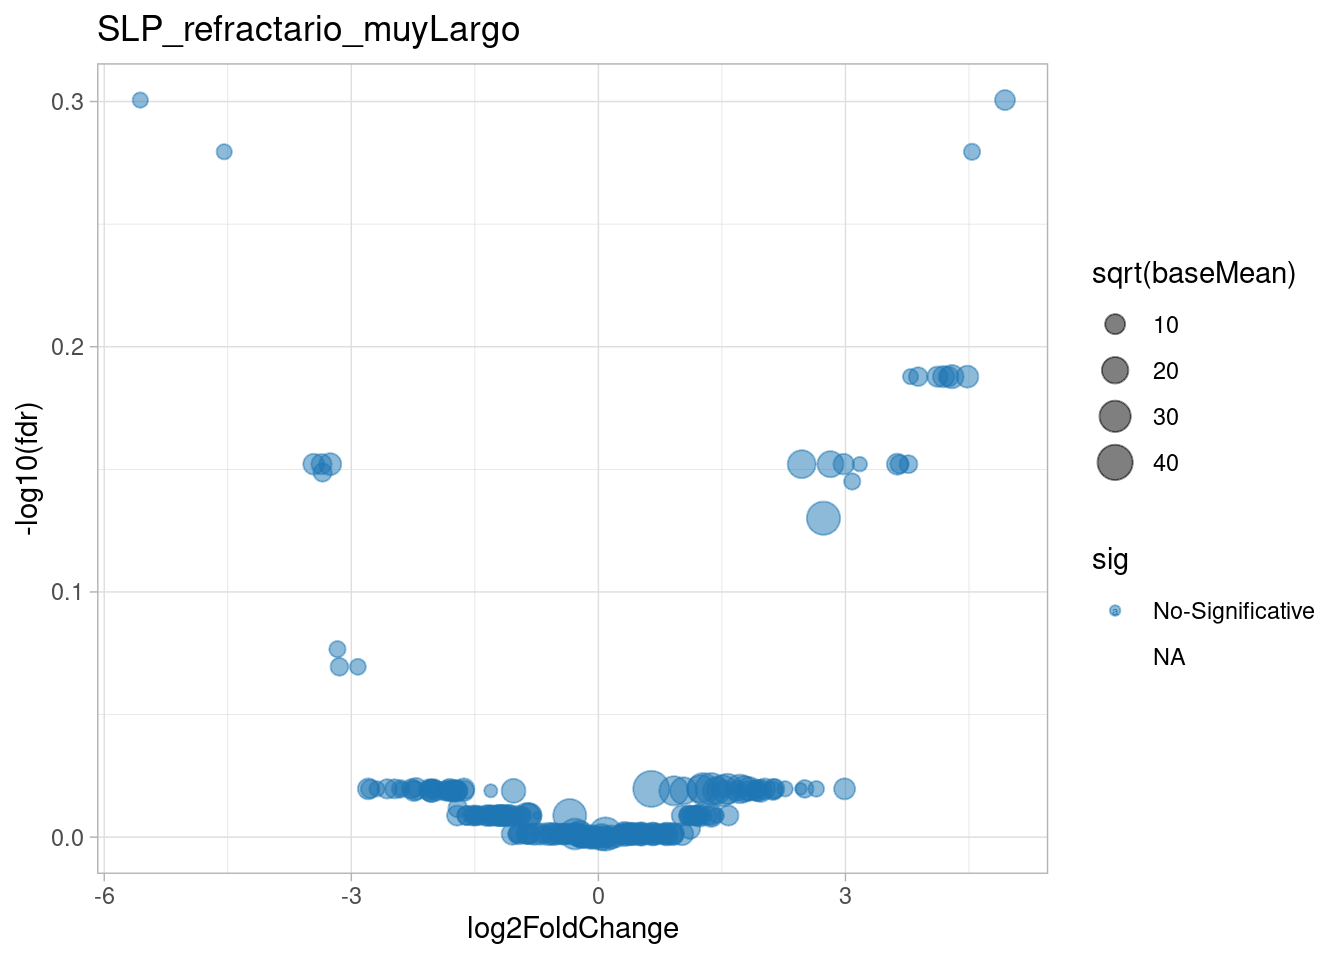 SLP_refractario_muyLargo
0.3
0.2
0.1
0.0
-log10(fdr)
-6
-3
0
3
log2FoldChange
sqrt(baseMean)
10
20
30
40
sig
a No-Significative
NA